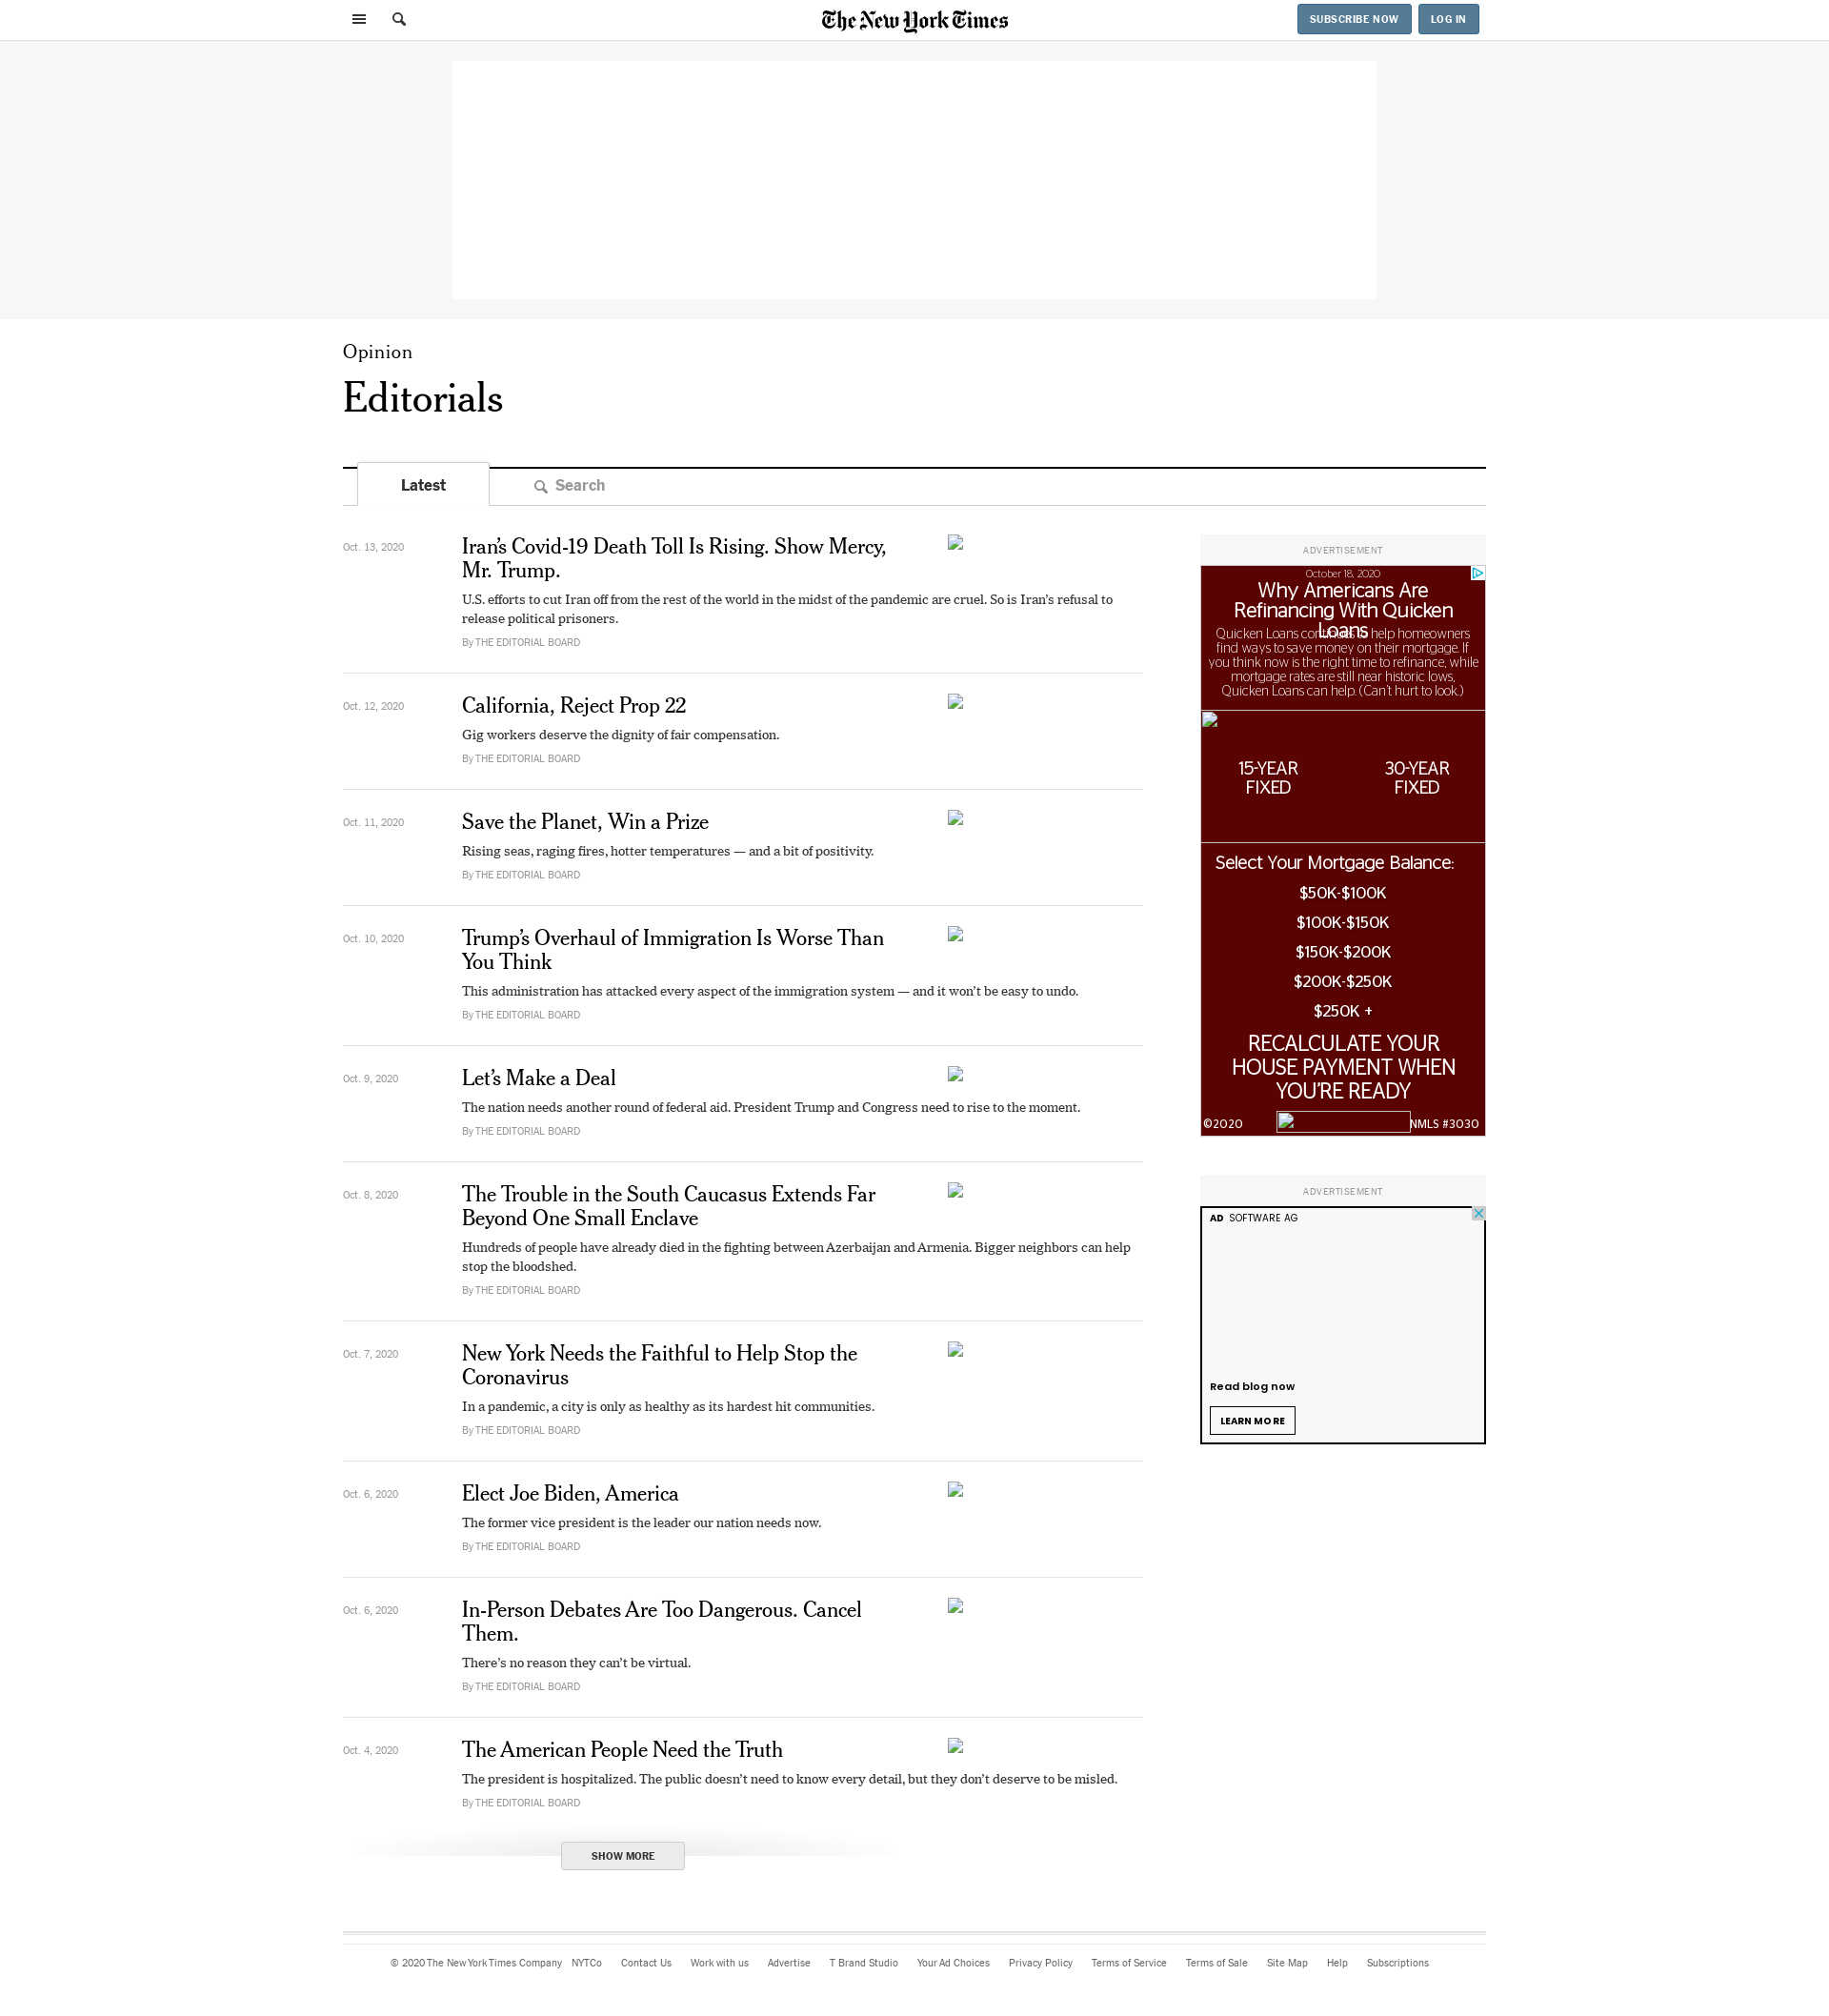 The New York Times
SUBSCRIBE NOW
LOG IN
Opinion
Editorials
Latest
Search
Oct. 13, 2020
Iran’s Covid-19 Death Toll Is Rising. Show Mercy,
Mr. Trump.
U.S. efforts to cut Iran off from the rest of the world in the midst of the pandemic are cruel. So is Iran’s refusal to
release political prisoners.
By THE EDITORIAL BOARD
Oct. 12, 2020
California, Reject Prop 22
Gig workers deserve the dignity of fair compensation.
By THE EDITORIAL BOARD
Oct. 11, 2020
Save the Planet, Win a Prize
Rising seas, raging fires, hotter temperatures — and a bit of positivity.
By THE EDITORIAL BOARD
Oct. 10, 2020
Trump’s Overhaul of Immigration Is Worse Than
You Think
This administration has attacked every aspect of the immigration system — and it won’t be easy to undo.
By THE EDITORIAL BOARD
Oct. 9, 2020
Let’s Make a Deal
The nation needs another round of federal aid. President Trump and Congress need to rise to the moment.
By THE EDITORIAL BOARD
Oct. 8, 2020
The Trouble in the South Caucasus Extends Far
Beyond One Small Enclave
Hundreds of people have already died in the fighting between Azerbaijan and Armenia. Bigger neighbors can help
stop the bloodshed.
By THE EDITORIAL BOARD
Oct. 7, 2020
New York Needs the Faithful to Help Stop the
Coronavirus
In a pandemic, a city is only as healthy as its hardest hit communities.
By THE EDITORIAL BOARD
Oct. 6, 2020
Elect Joe Biden, America
The former vice president is the leader our nation needs now.
By THE EDITORIAL BOARD
Oct. 6, 2020
In-Person Debates Are Too Dangerous. Cancel
Them.
There’s no reason they can’t be virtual.
By THE EDITORIAL BOARD
Oct. 4, 2020
The American People Need the Truth
The president is hospitalized. The public doesn’t need to know every detail, but they don’t deserve to be misled.
By THE EDITORIAL BOARD
SHOW MORE
ADVERTISEMENT
October 18, 2020
Why Americans Are
Refinancing With Quicken
Loans
Quicken Loans continues to help homeowners
find ways to save money on their mortgage. If
you think now is the right time to refinance, while
mortgage rates are still near historic lows,
Quicken Loans can help. (Can’t hurt to look.)
15-YEAR
FIXED
30-YEAR
FIXED
Select Your Mortgage Balance:
$50K-$100K
$100K-$150K
$150K-$200K
$200K-$250K
$250K +
RECALCULATE YOUR
HOUSE PAYMENT WHEN
YOU’RE READY
©2020
NMLS #3030
ADVERTISEMENT
AD SOFTWARE AG
Read blog now
LEARN MORE
© 2020 The New York Times Company NYTCo Contact Us Work with us Advertise T Brand Studio Your Ad Choices Privacy Policy Terms of Service Terms of Sale Site Map Help Subscriptions